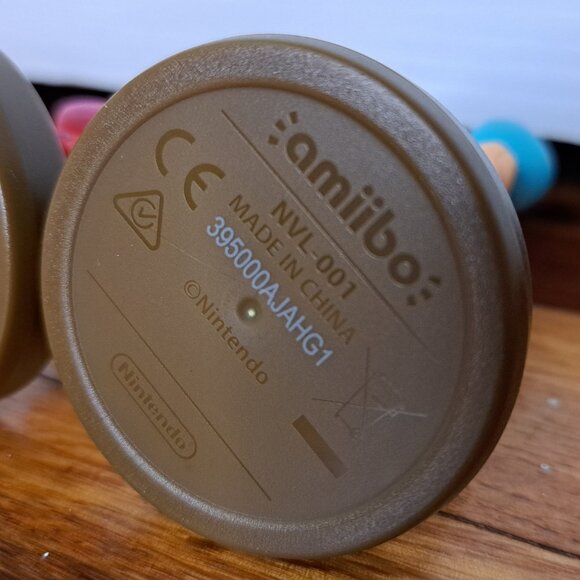 amiibo
CE
NVL-001
MADE IN CHINA
395000AJAHG1
©Nintendo
Nintendo